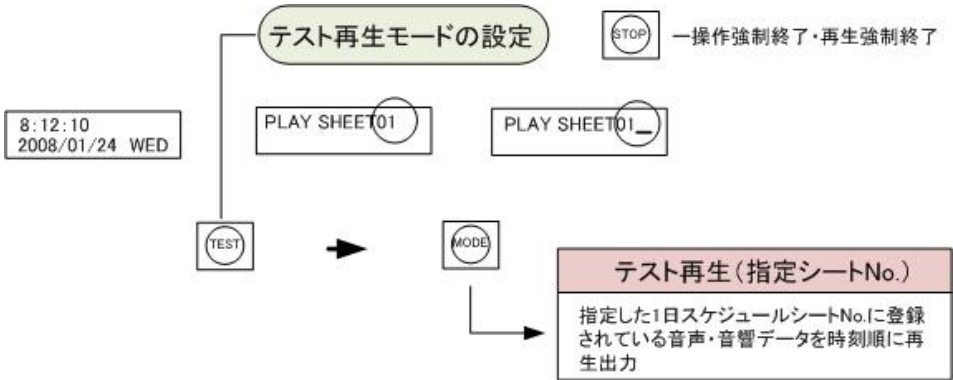 テスト再生モードの設定
STOP
一操作強制終了・再生強制終了
8:12:10
2008/01/24 WED
PLAY SHEET01
PLAY SHEET01_
TEST
MODE
テスト再生(指定シートNo.)
指定した1日スケジュールシートNo.に登録
されている音声・音響データを時刻順に再
生出力